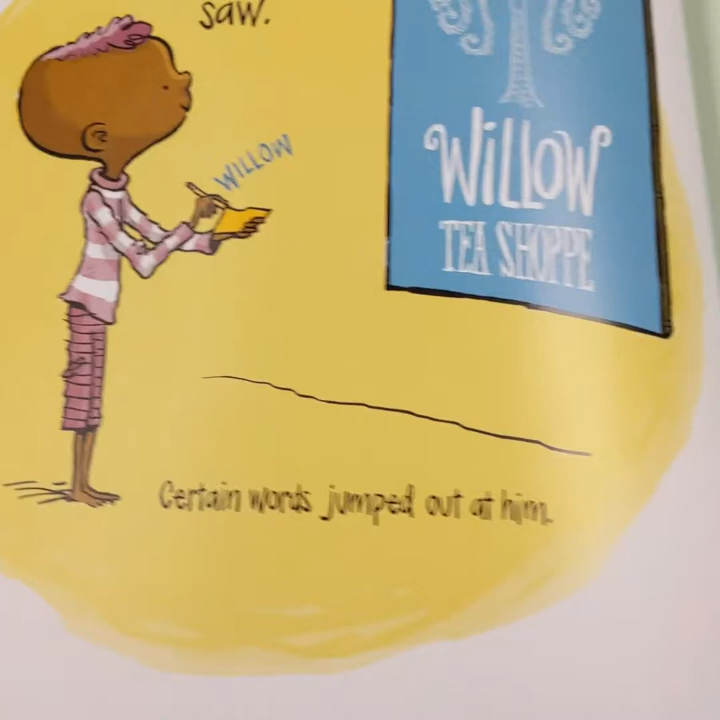 saw.
WILLOW
WiLLOW
TEA SHOPPE
Certain words jumped out at him.